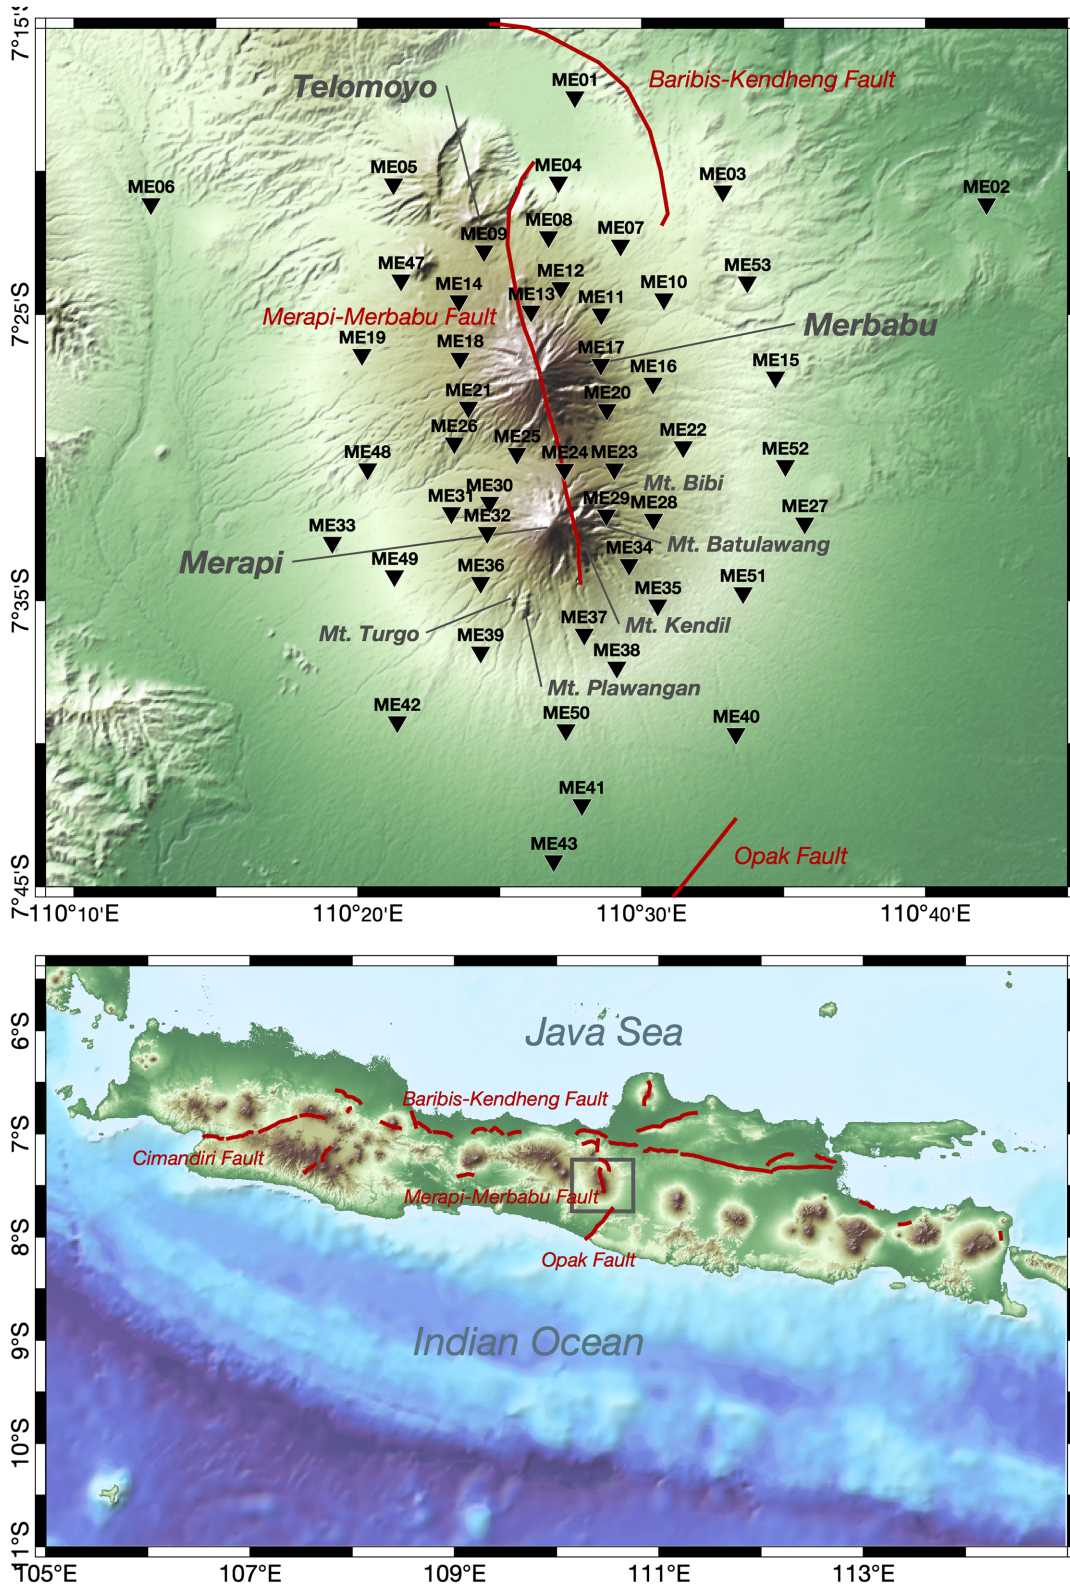 7°15'S
ME01
Baribis-Kendheng Fault
Telomoyo
ME04
ME05
ME03
ME06
ME02
ME08
ME07
ME09
ME47
ME12
ME53
ME14
ME13
ME10
ME11
7°25'S
Merapi-Merbabu Fault
Merbabu
ME19
ME18
ME17
ME16
ME15
ME21
ME20
ME26
ME25
ME22
ME48
ME24
ME23
ME52
Mt. Bibi
ME31
ME30
ME29
ME28
ME27
ME33
ME32
Mt. Batulawang
Merapi
ME49
ME36
ME34
ME51
7°35'S
ME35
Mt. Turgo
ME39
ME37
Mt. Kendil
ME38
Mt. Plawangan
ME42
ME50
ME40
ME41
ME43
Opak Fault
7°45'S
110°10'E
110°20'E
110°30'E
110°40'E
6°S
Java Sea
Baribis-Kendheng Fault
7°S
Cimandiri Fault
Merapi-Merbabu Fault
8°S
Opak Fault
9°S
Indian Ocean
10°S
11°S
105°E
107°E
109°E
111°E
113°E